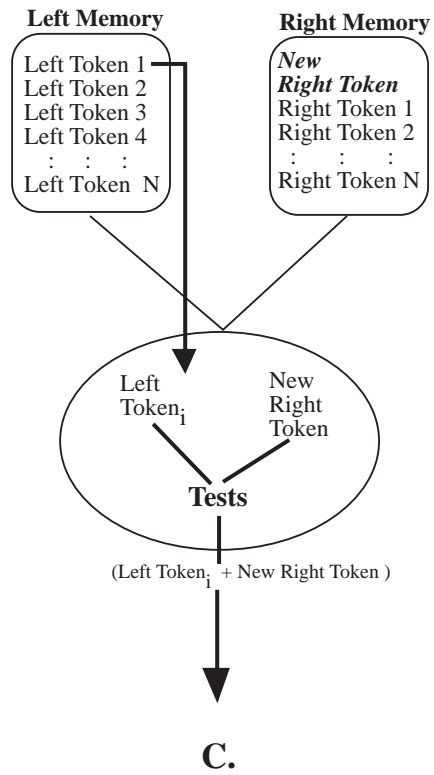 Left Memory
Left Token 1
Left Token 2
Left Token 3
Left Token 4
: : :
Left Token N
Right Memory
New
Right Token
Right Token 1
Right Token 2
: : :
Right Token N
Left
Token i
New
Right
Token
Tests
(Left Token i + New Right Token )
C.